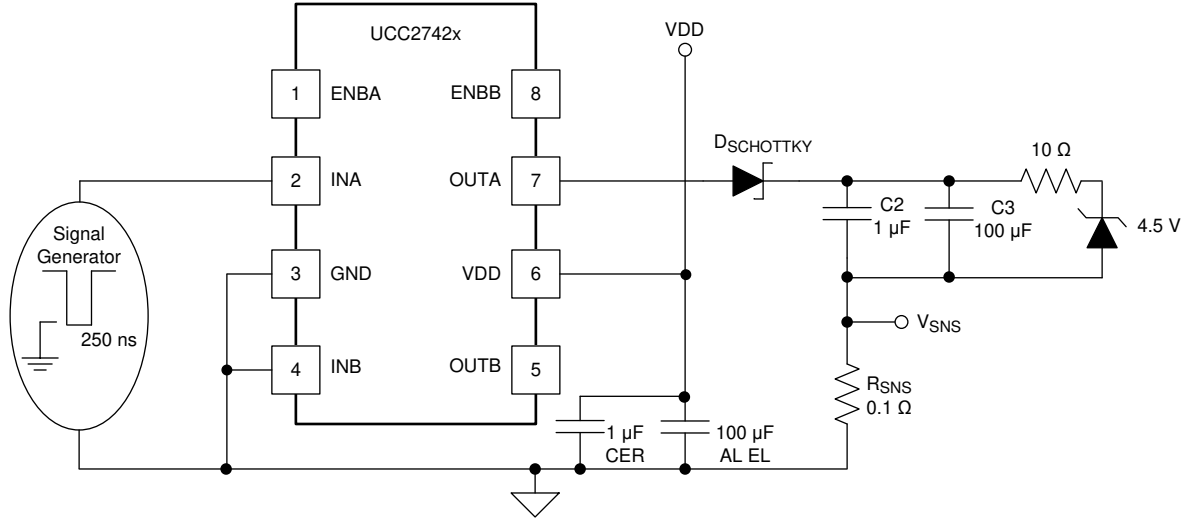 UCC2742x
VDD
1 ENBA
ENBB 8
2 INA
OUTA 7
3 GND
VDD 6
4 INB
OUTB 5
Signal
Generator
250 ns
DSCHOTTKY
C2
1 µF
C3
100 µF
10 Ω
4.5 V
VSNS
RSNS
0.1 Ω
1 µF
CER
100 µF
AL EL